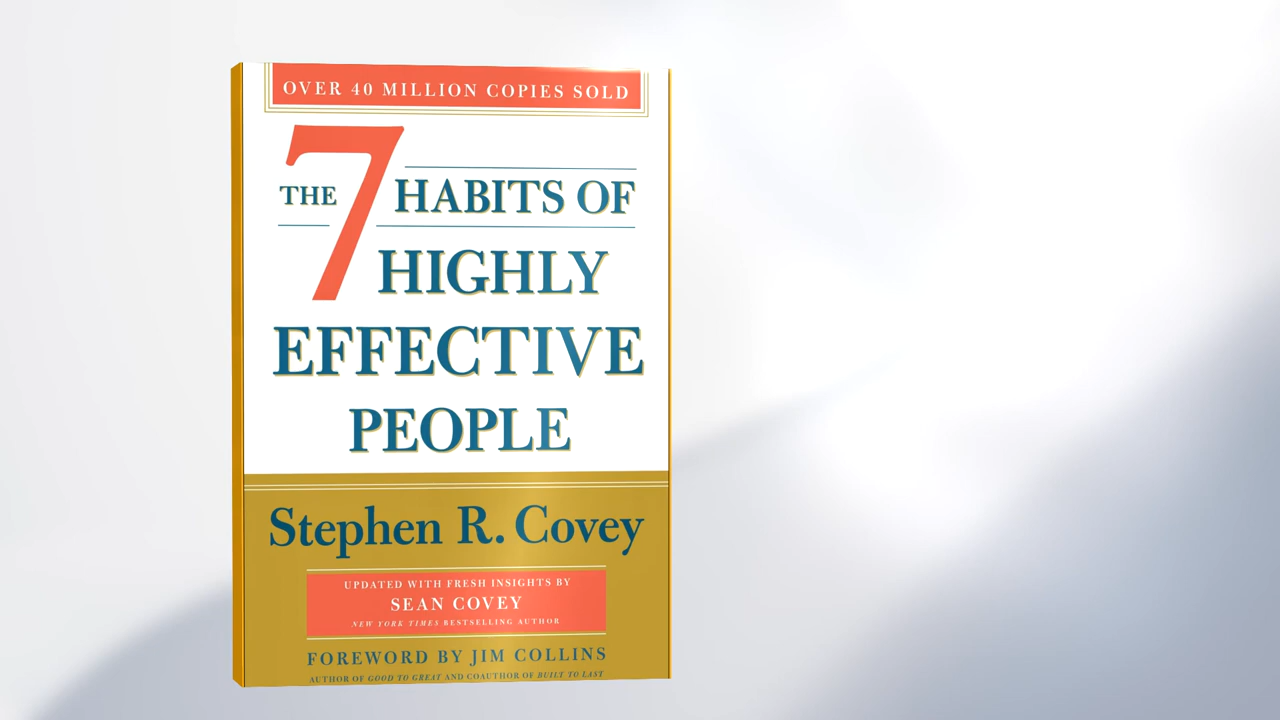 OVER 40 MILLION COPIES SOLD
THE 7 HABITS OF
HIGHLY
EFFECTIVE
PEOPLE
Stephen R. Covey
UPDATED WITH FRESH INSIGHTS BY
SEAN COVEY
NEW YORK TIMES BESTSELLING AUTHOR
FOREWORD BY JIM COLLINS
AUTHOR OF GOOD TO GREAT AND COAUTHOR OF BUILT TO LAST